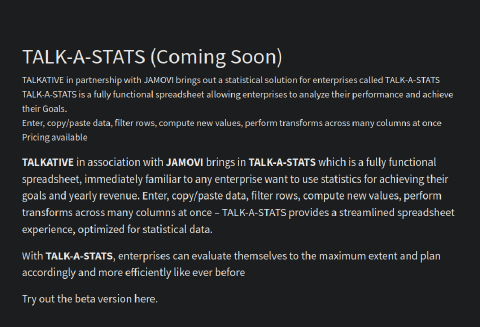 TALK-A-STATS (Coming Soon)
TALKATIVE in partnership with JAMOVI brings out a statistical solution for enterprises called TALK-A-STATS
TALK-A-STATS is a fully functional spreadsheet allowing enterprises to analyze their performance and achieve
their Goals.
Enter, copy/paste data, filter rows, compute new values, perform transforms across many columns at once
Pricing available
TALKATIVE in association with JAMOVI brings in TALK-A-STATS which is a fully functional
spreadsheet, immediately familiar to any enterprise want to use statistics for achieving their
goals and yearly revenue. Enter, copy/paste data, filter rows, compute new values, perform
transforms across many columns at once – TALK-A-STATS provides a streamlined spreadsheet
experience, optimized for statistical data.
With TALK-A-STATS, enterprises can evaluate themselves to the maximum extent and plan
accordingly and more efficiently like ever before
Try out the beta version here.